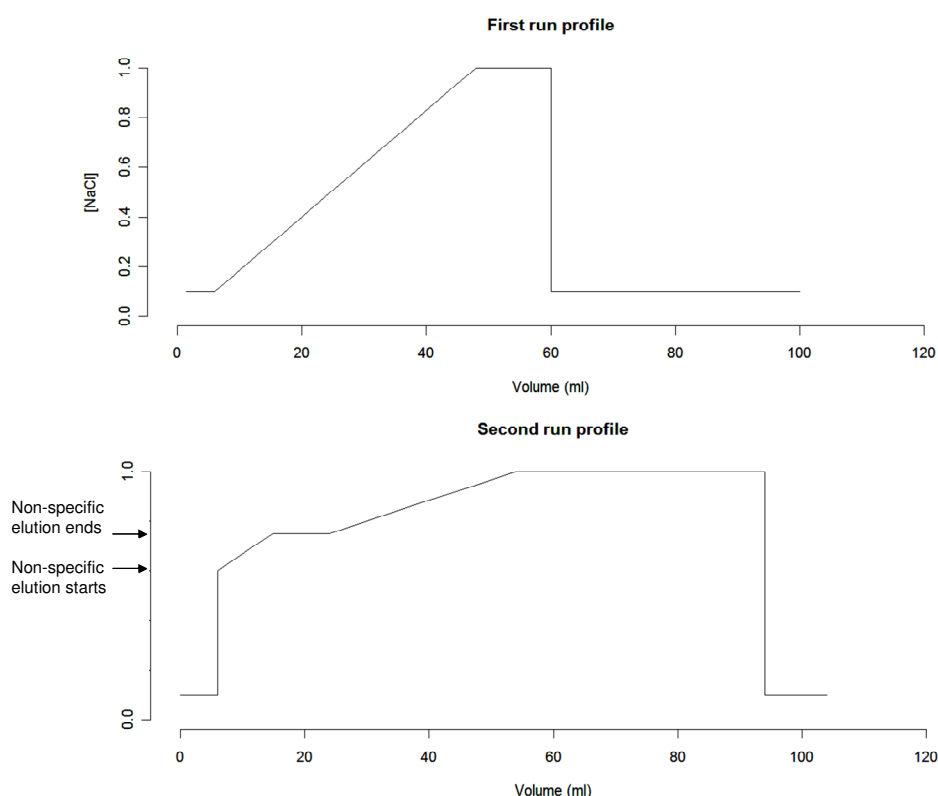 First run profile
1.0
0.8
0.6
0.4
0.2
0.0
[NaCl]
0 20 40 60 80 100 120
Volume (ml)
Second run profile
1.0
Non-specific
elution ends
Non-specific
elution starts
0.0
0 20 40 60 80 100 120
Volume (ml)